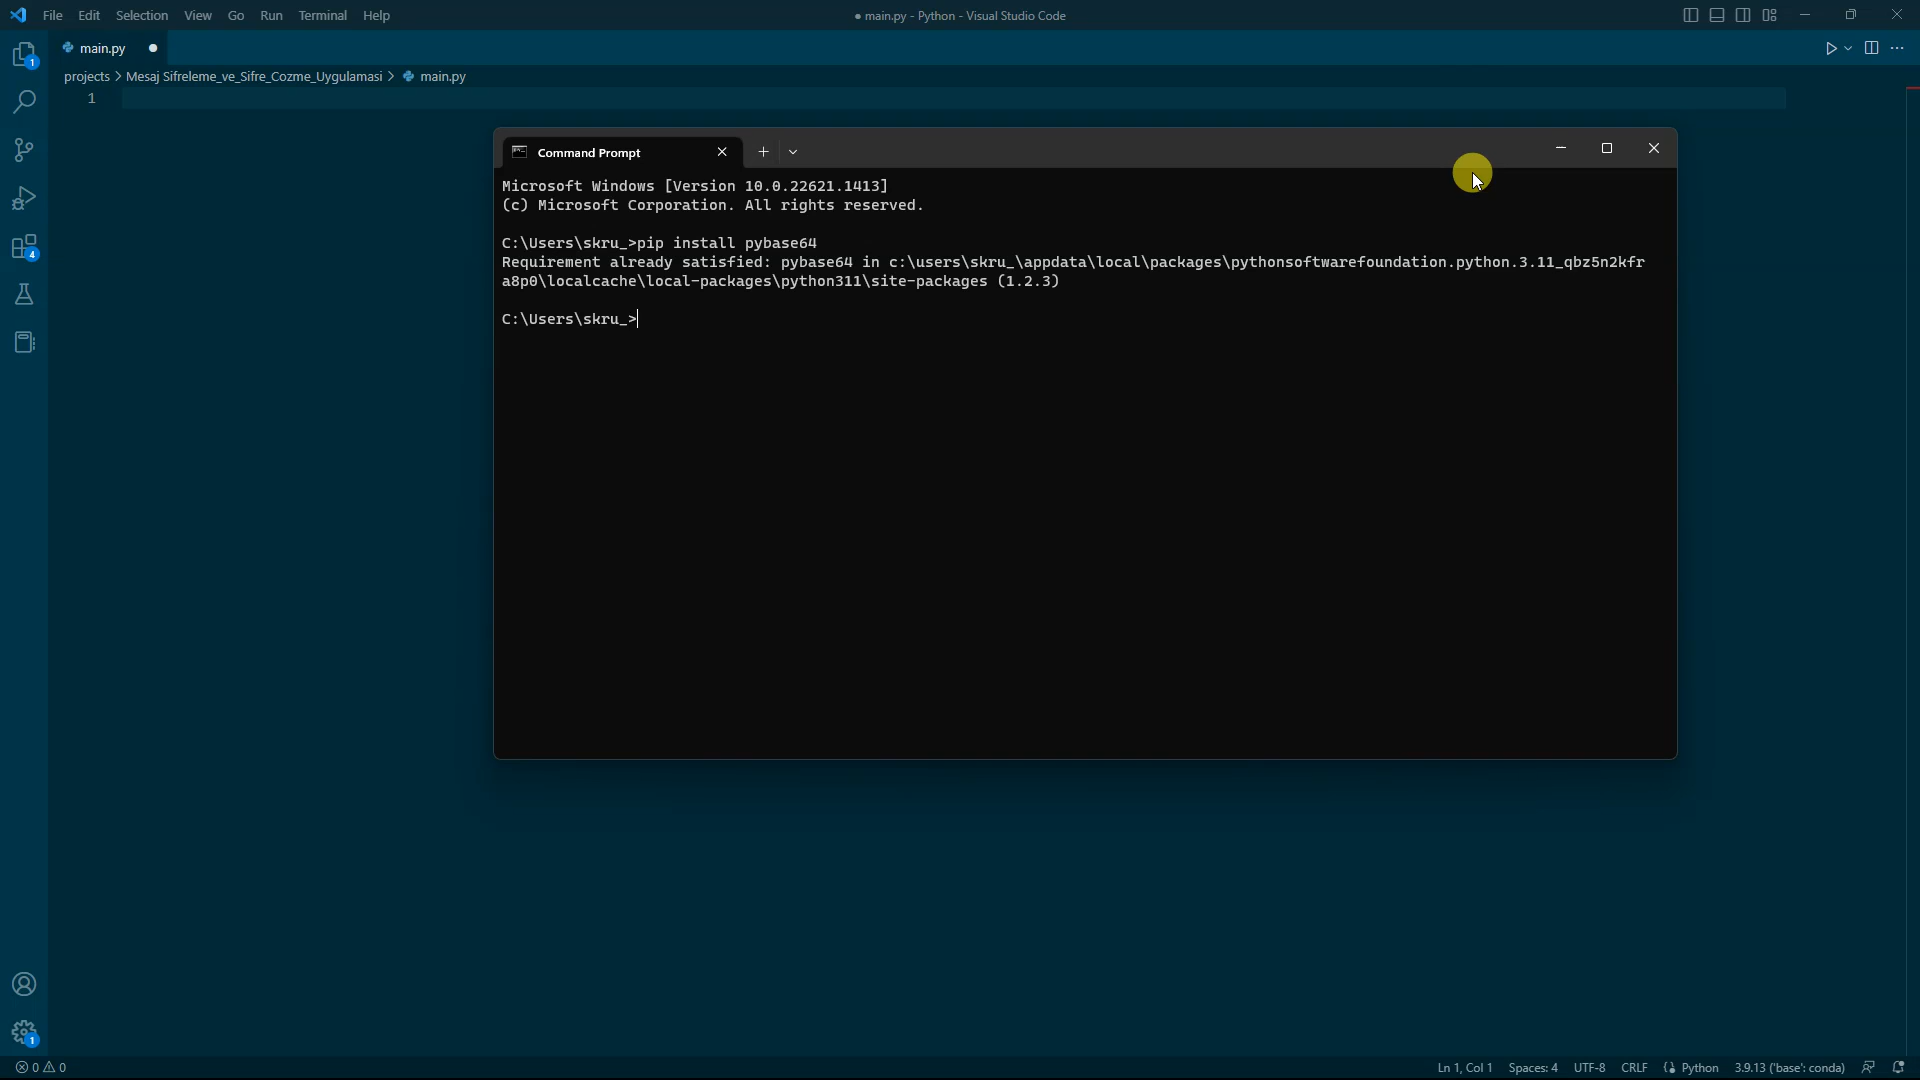 File Edit Selection View Go Run Terminal Help
● main.py - Python - Visual Studio Code
main.py
projects > Mesaj Sifreleme_ve_Sifre_Cozme_Uygulamasi > main.py
1
1
4
Command Prompt
Microsoft Windows [Version 10.0.22621.1413]
(c) Microsoft Corporation. All rights reserved.
C:\Users\skru_>pip install pybase64
Requirement already satisfied: pybase64 in c:\users\skru_\appdata\local\packages\pythonsoftwarefoundation.python.3.11_qbz5n2kfr
a8p0\localcache\local-packages\python311\site-packages (1.2.3)
C:\Users\skru_>
1
0 0
Ln 1, Col 1 Spaces: 4 UTF-8 CRLF Python 3.9.13 ('base': conda)